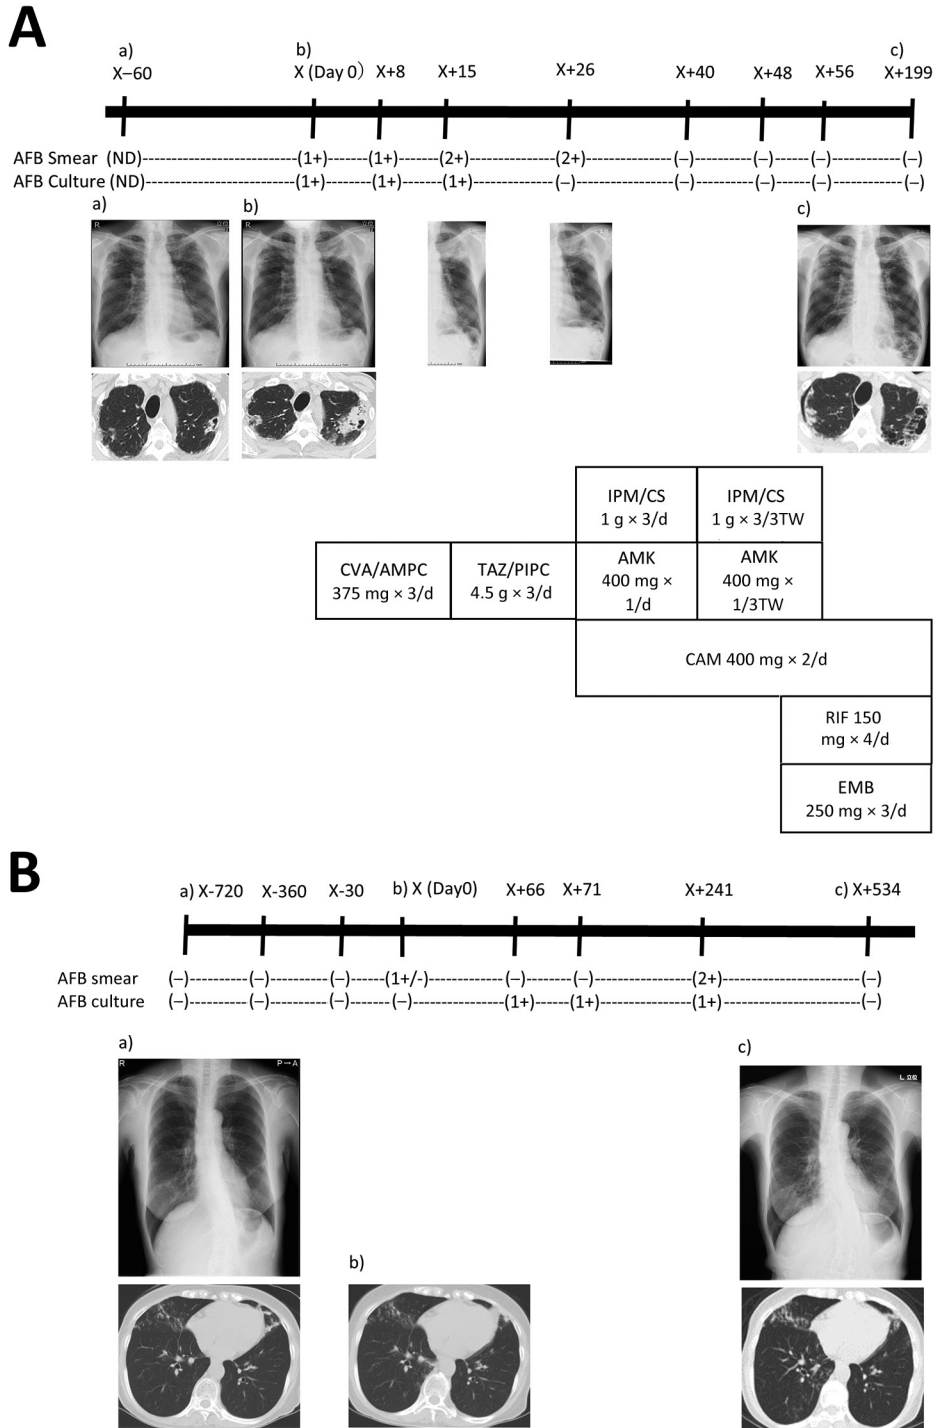 A
a) b) c)
X–60 X (Day 0) X+8 X+15 X+26 X+40 X+48 X+56 X+199
AFB Smear (ND)-----(1+)-----(1+)-----(2+)-----(2+)-----(–)-----(–)-----(–)-----(–)
AFB Culture (ND)-----(1+)-----(1+)-----(1+)-----(–)-----(–)-----(–)-----(–)-----(–)
a) b) c)
R R
IPM/CS
1 g × 3/d
IPM/CS
1 g × 3/3TW
CVA/AMPC
375 mg × 3/d
TAZ/PIPC
4.5 g × 3/d
AMK
400 mg ×
1/d
AMK
400 mg ×
1/3TW
CAM 400 mg × 2/d
RIF 150
mg × 4/d
EMB
250 mg × 3/d
B
a) X-720 X-360 X-30 b) X (Day0) X+66 X+71 X+241 c) X+534
AFB smear (–)-----(–)-----(–)-----(1+/-)-----(–)-----(–)-----(2+)-----(–)
AFB culture (–)-----(–)-----(–)-----(–)-----(1+)-----(1+)-----(1+)-----(–)
a) c)
R P→A
L 立位
b)